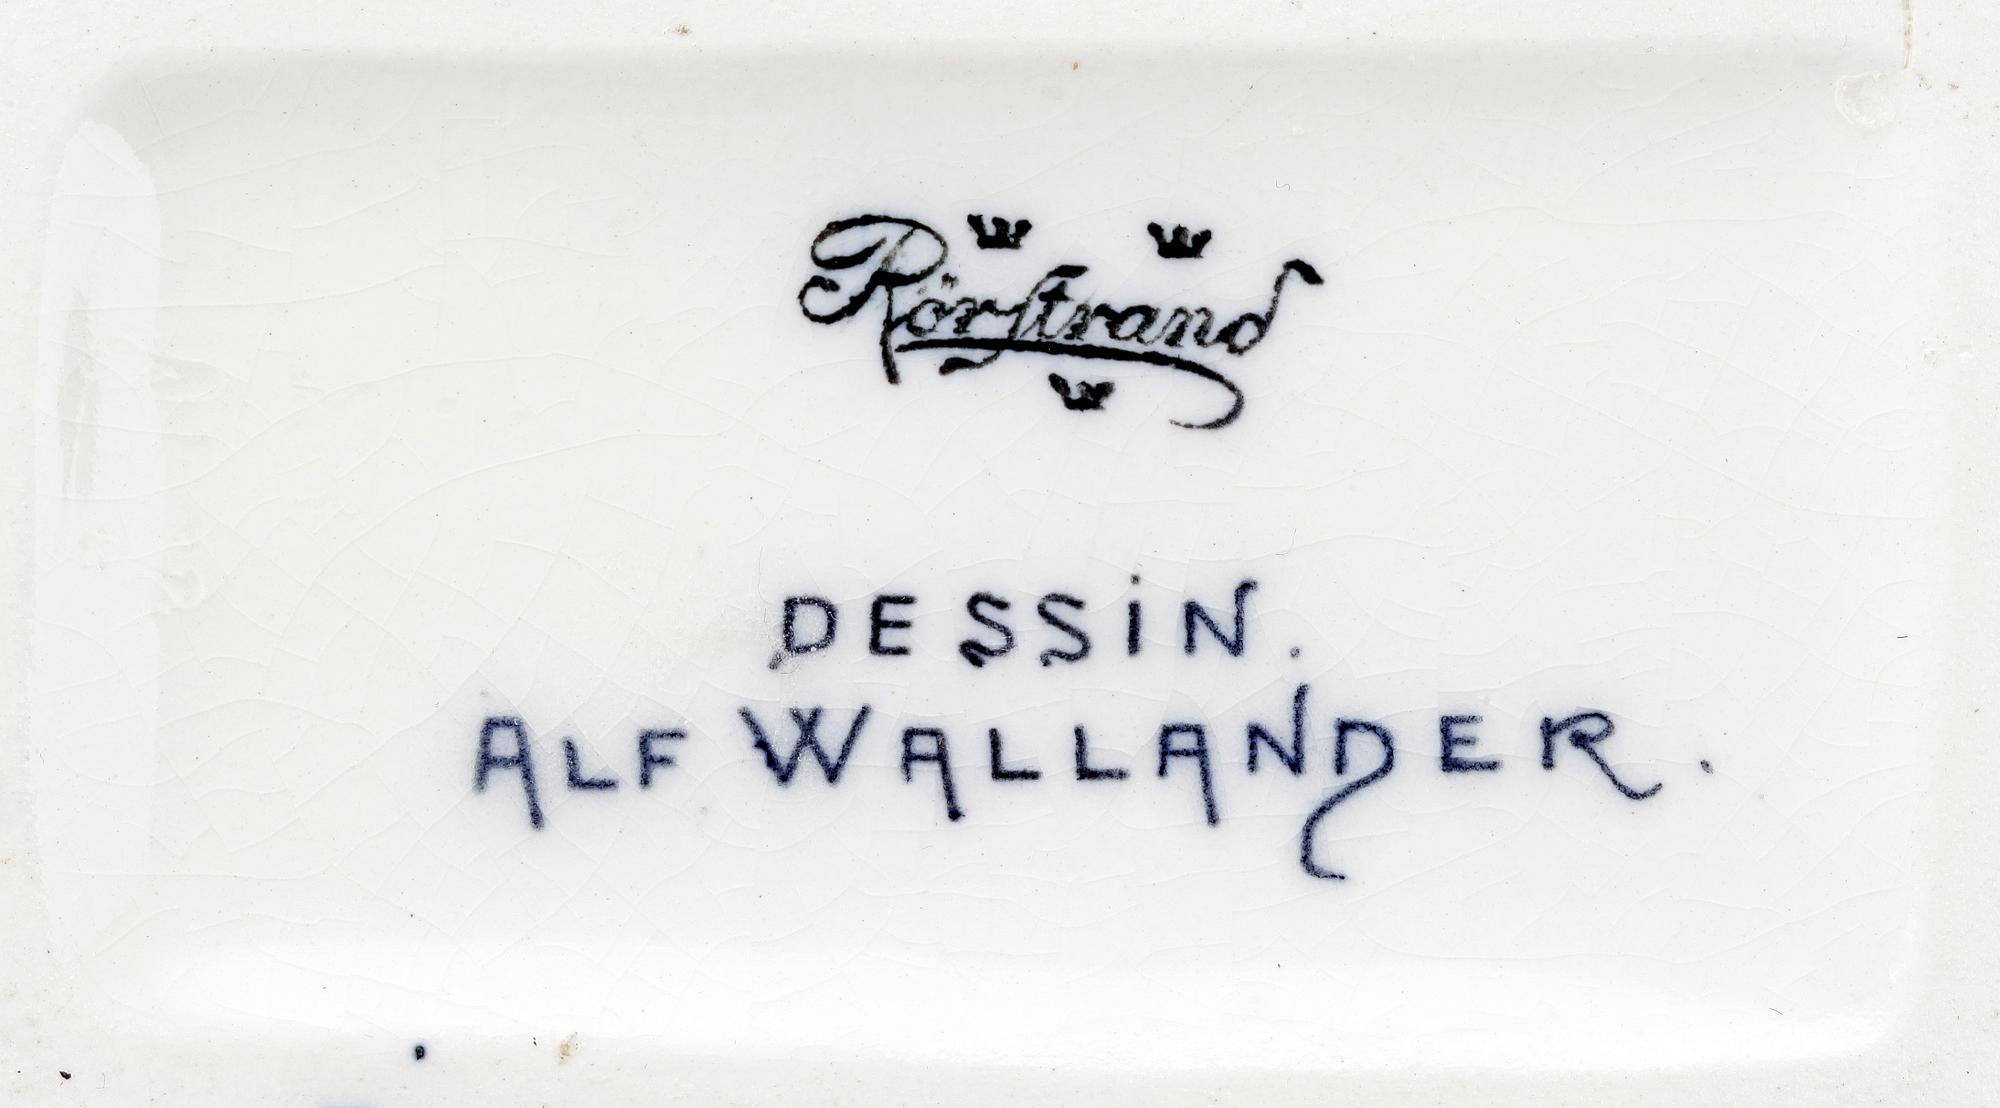 Rörstrand
DESSiN.
ALF WALLANDER.